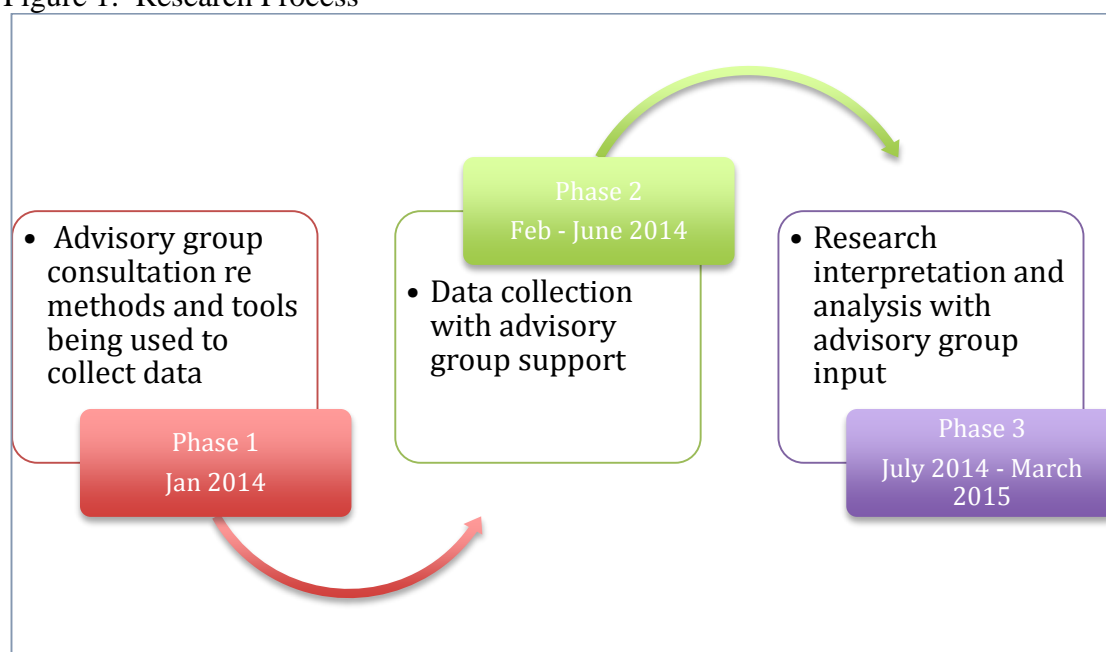 Figure 1: Research Process
• Advisory group
consultation re
methods and tools
being used to
collect data
Phase 1
Jan 2014
Phase 2
Feb - June 2014
• Data collection
with advisory
group support
• Research
interpretation and
analysis with
advisory group
input
Phase 3
July 2014 - March
2015